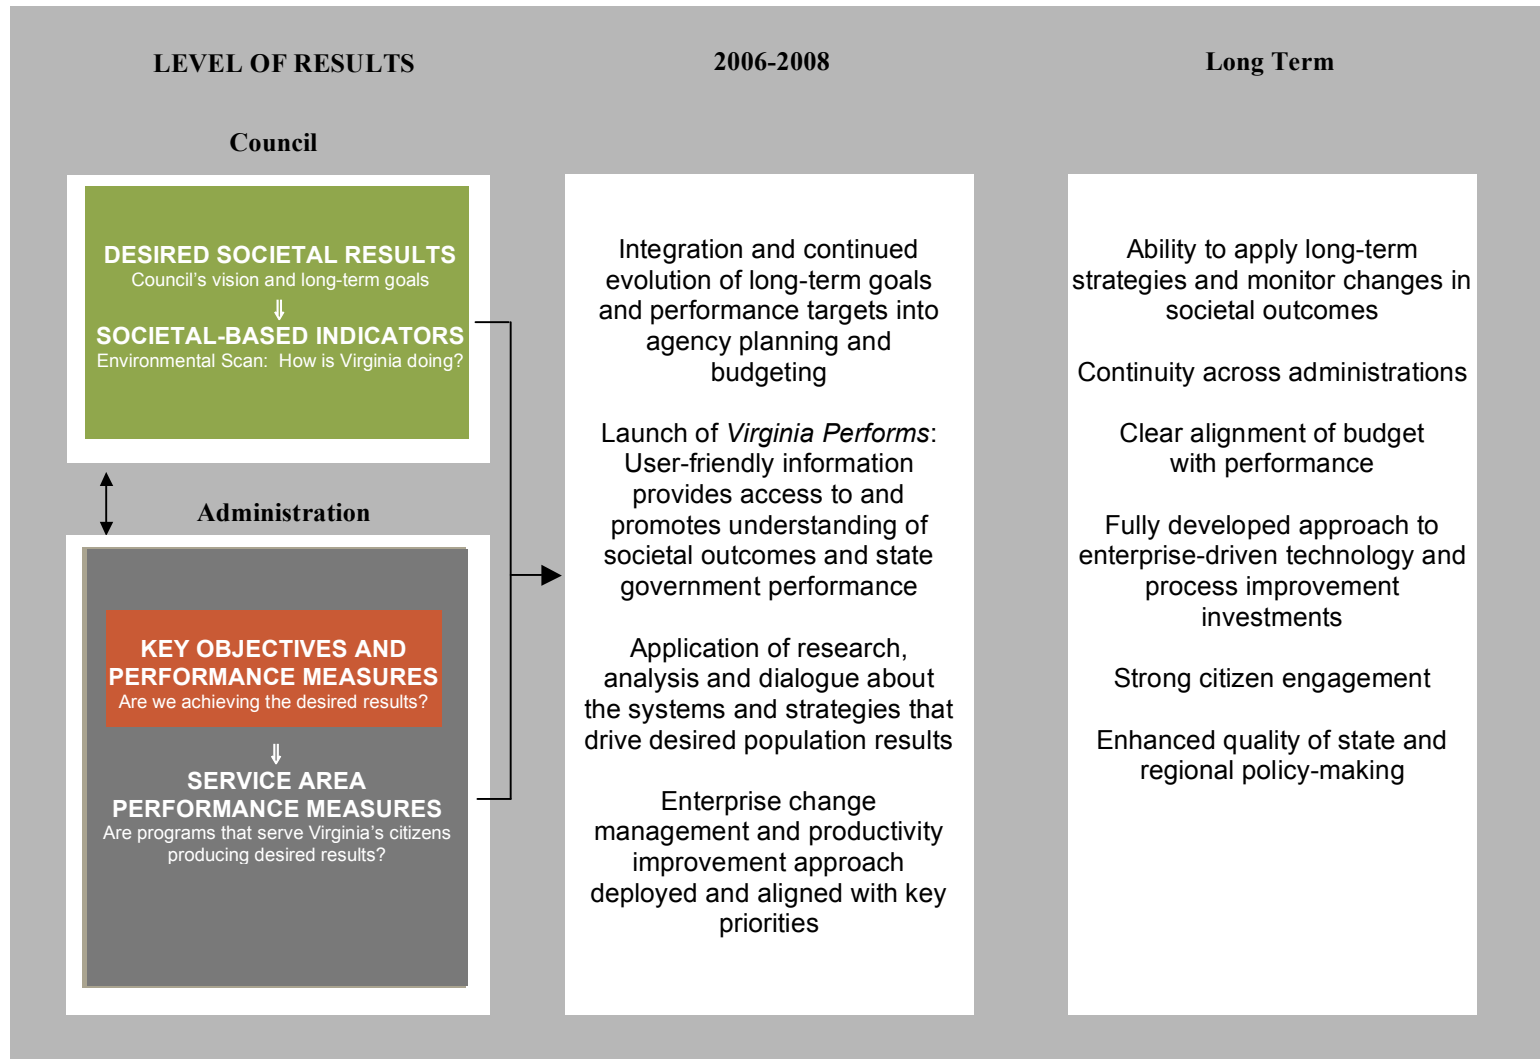 LEVEL OF RESULTS
2006-2008
Long Term
Council
DESIRED SOCIETAL RESULTS
Council's vision and long-term goals
⇓
SOCIETAL-BASED INDICATORS
Environmental Scan: How is Virginia doing?
Administration
KEY OBJECTIVES AND
PERFORMANCE MEASURES
Are we achieving the desired results?
⇓
SERVICE AREA
PERFORMANCE MEASURES
Are programs that serve Virginia's citizens
producing desired results?
Integration and continued
evolution of long-term goals
and performance targets into
agency planning and
budgeting
Launch of Virginia Performs:
User-friendly information
provides access to and
promotes understanding of
societal outcomes and state
government performance
Application of research,
analysis and dialogue about
the systems and strategies that
drive desired population results
Enterprise change
management and productivity
improvement approach
deployed and aligned with key
priorities
Ability to apply long-term
strategies and monitor changes in
societal outcomes
Continuity across administrations
Clear alignment of budget
with performance
Fully developed approach to
enterprise-driven technology and
process improvement
investments
Strong citizen engagement
Enhanced quality of state and
regional policy-making